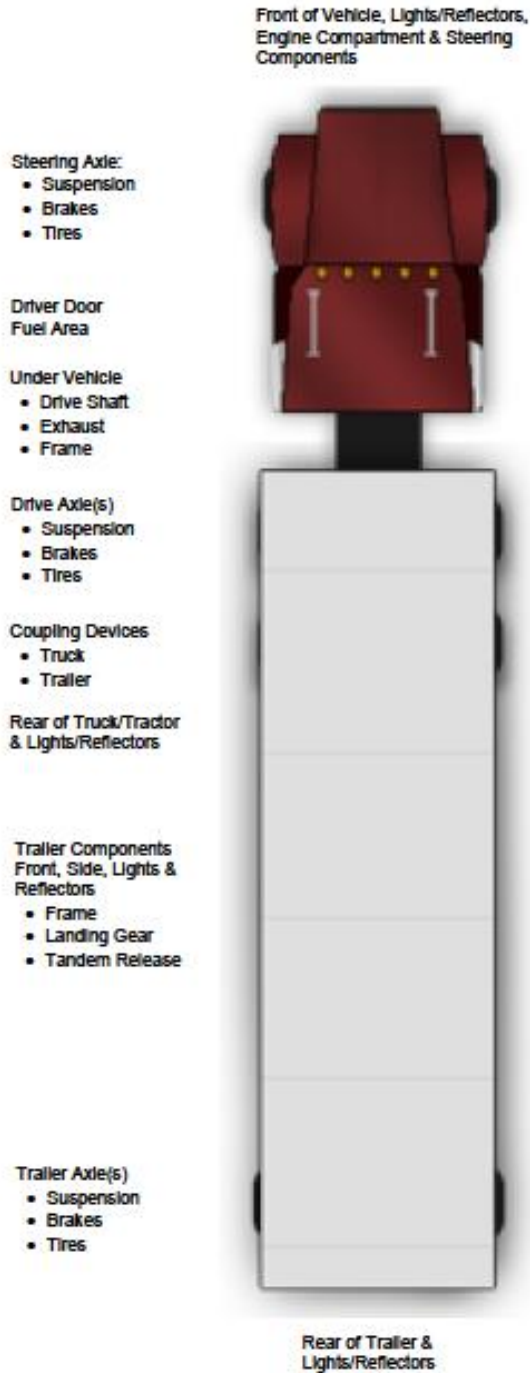 Front of Vehicle, Lights/Reflectors,
Engine Compartment & Steering
Components
Steering Axle:
• Suspension
• Brakes
• Tires
Driver Door
Fuel Area
Under Vehicle
• Drive Shaft
• Exhaust
• Frame
Drive Axle(s)
• Suspension
• Brakes
• Tires
Coupling Devices
• Truck
• Trailer
Rear of Truck/Tractor
& Lights/Reflectors
Trailer Components
Front, Side, Lights &
Reflectors
• Frame
• Landing Gear
• Tandem Release
Trailer Axle(s)
• Suspension
• Brakes
• Tires
Rear of Trailer &
Lights/Reflectors